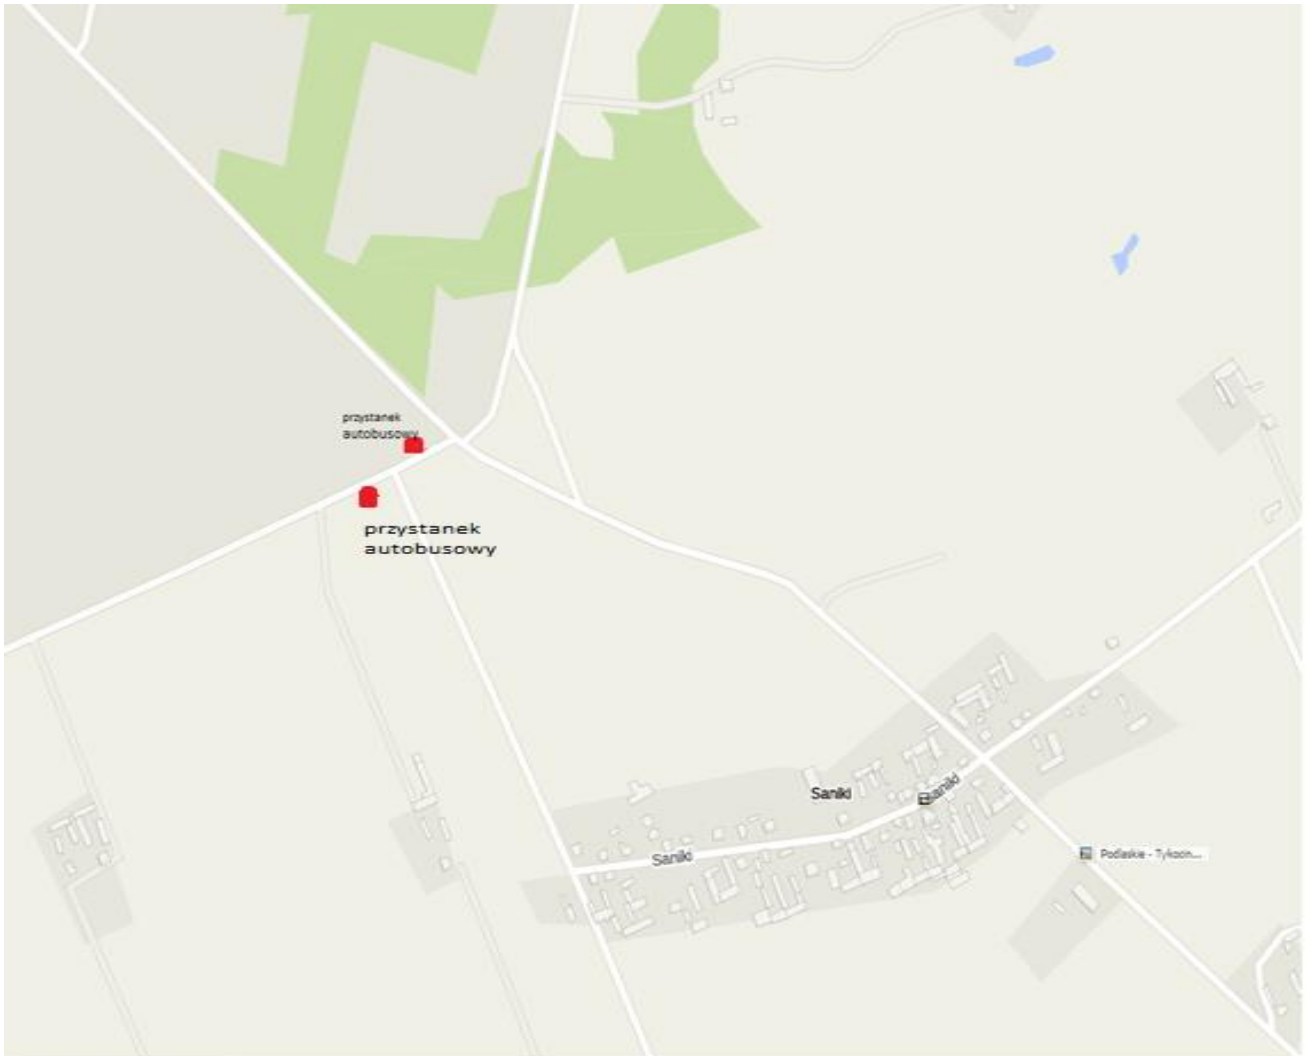 przystanek
autobusowy
przystanek
autobusowy
Saniki
Saniki
Saniki
Podlaskie - Tykocin...